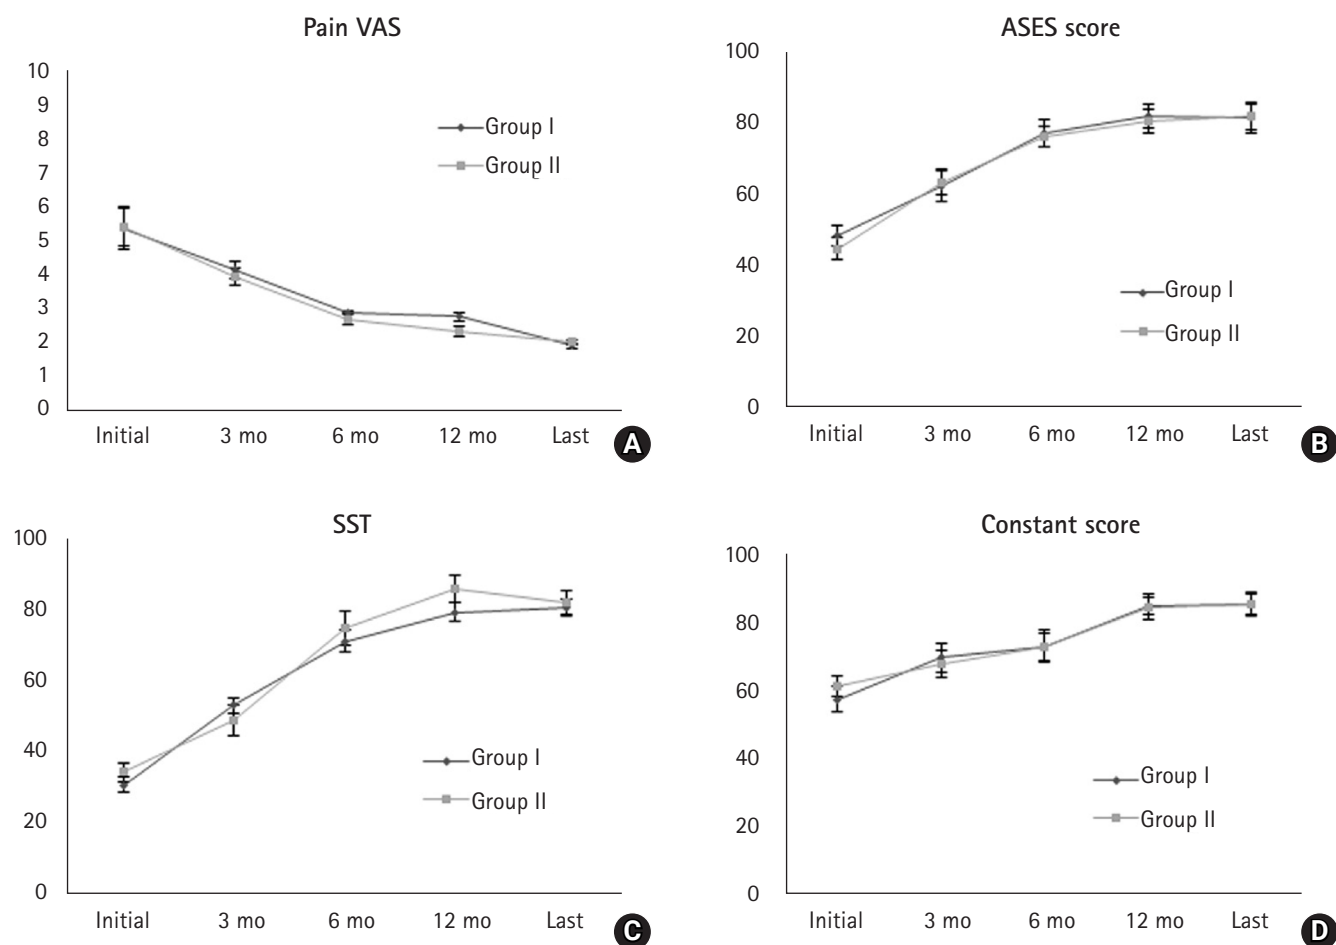 Pain VAS
10
9
8
7
6
5
4
3
2
1
0
Group I
Group II
Initial 3 mo 6 mo 12 mo Last
A
ASES score
100
80
60
40
20
0
Group I
Group II
Initial 3 mo 6 mo 12 mo Last
B
SST
100
80
60
40
20
0
Group I
Group II
Initial 3 mo 6 mo 12 mo Last
C
Constant score
100
80
60
40
20
0
Group I
Group II
Initial 3 mo 6 mo 12 mo Last
D